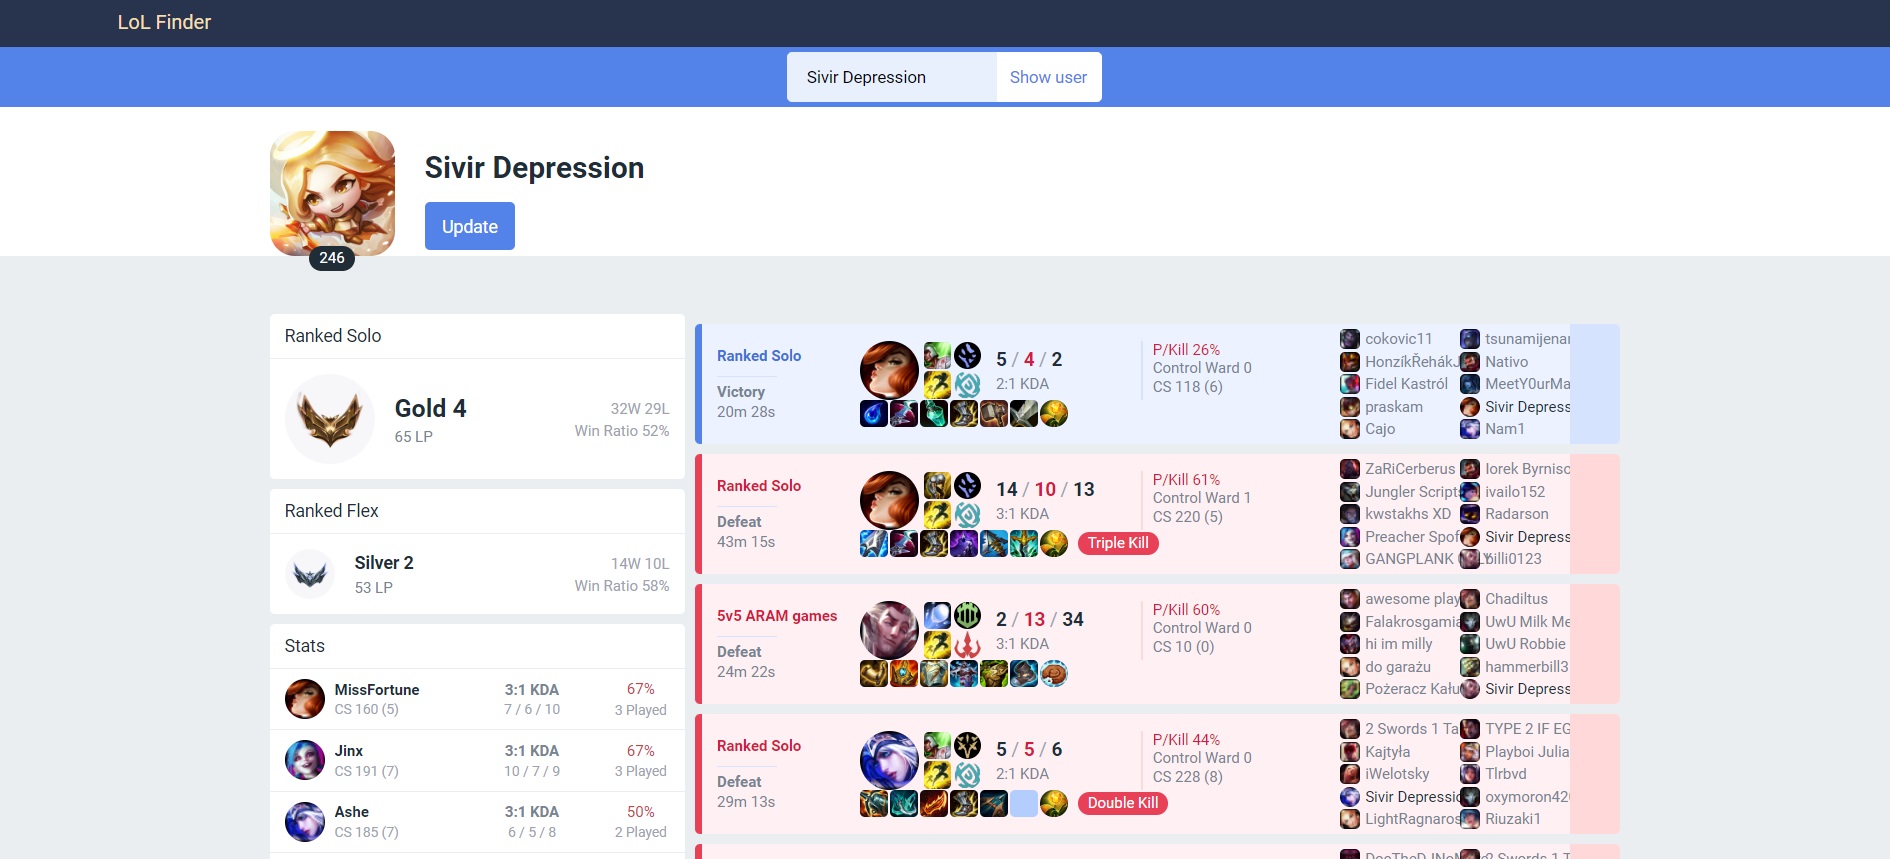 LoL Finder
Sivir Depression Show user
Sivir Depression
Update
246
Ranked Solo
Gold 4
65 LP
32W 29L
Win Ratio 52%
Ranked Flex
Silver 2
53 LP
14W 10L
Win Ratio 58%
Stats
MissFortune 3:1 KDA 67%
CS 160 (5) 7 / 6 / 10 3 Played
Jinx 3:1 KDA 67%
CS 191 (7) 10 / 7 / 9 3 Played
Ashe 3:1 KDA 50%
CS 185 (7) 6 / 5 / 8 2 Played
Ranked Solo
Victory
20m 28s
5 / 4 / 2
2:1 KDA
P/Kill 26%
Control Ward 0
CS 118 (6)
cokovic11
HonzíkŘehákJ
Fidel Kastról
praskam
Cajo
tsunamijenar
Nativo
MeetY0urMa
Sivir Depress
Nam1
Ranked Solo
Defeat
43m 15s
14 / 10 / 13
3:1 KDA
Triple Kill
P/Kill 61%
Control Ward 1
CS 220 (5)
ZaRiCerberus
Jungler Script
kwstakhs XD
Preacher Spof
GANGPLANK
Iorek Byrniso
ivailo152
Radarson
Sivir Depress
billi0123
5v5 ARAM games
Defeat
24m 22s
2 / 13 / 34
3:1 KDA
P/Kill 60%
Control Ward 0
CS 10 (0)
awesome play
Falakrosgamia
hi im milly
do garażu
Pożeracz Kału
Chadiltus
UwU Milk Me
UwU Robbie
hammerbill3
Sivir Depress
Ranked Solo
Defeat
29m 13s
5 / 5 / 6
2:1 KDA
Double Kill
P/Kill 44%
Control Ward 0
CS 228 (8)
2 Swords 1 Ta
Kajtyła
iWelotsky
Sivir Depressio
LightRagnaros
TYPE 2 IF EG
Playboi Julia
Tlrbvd
oxymoron42
Riuzaki1